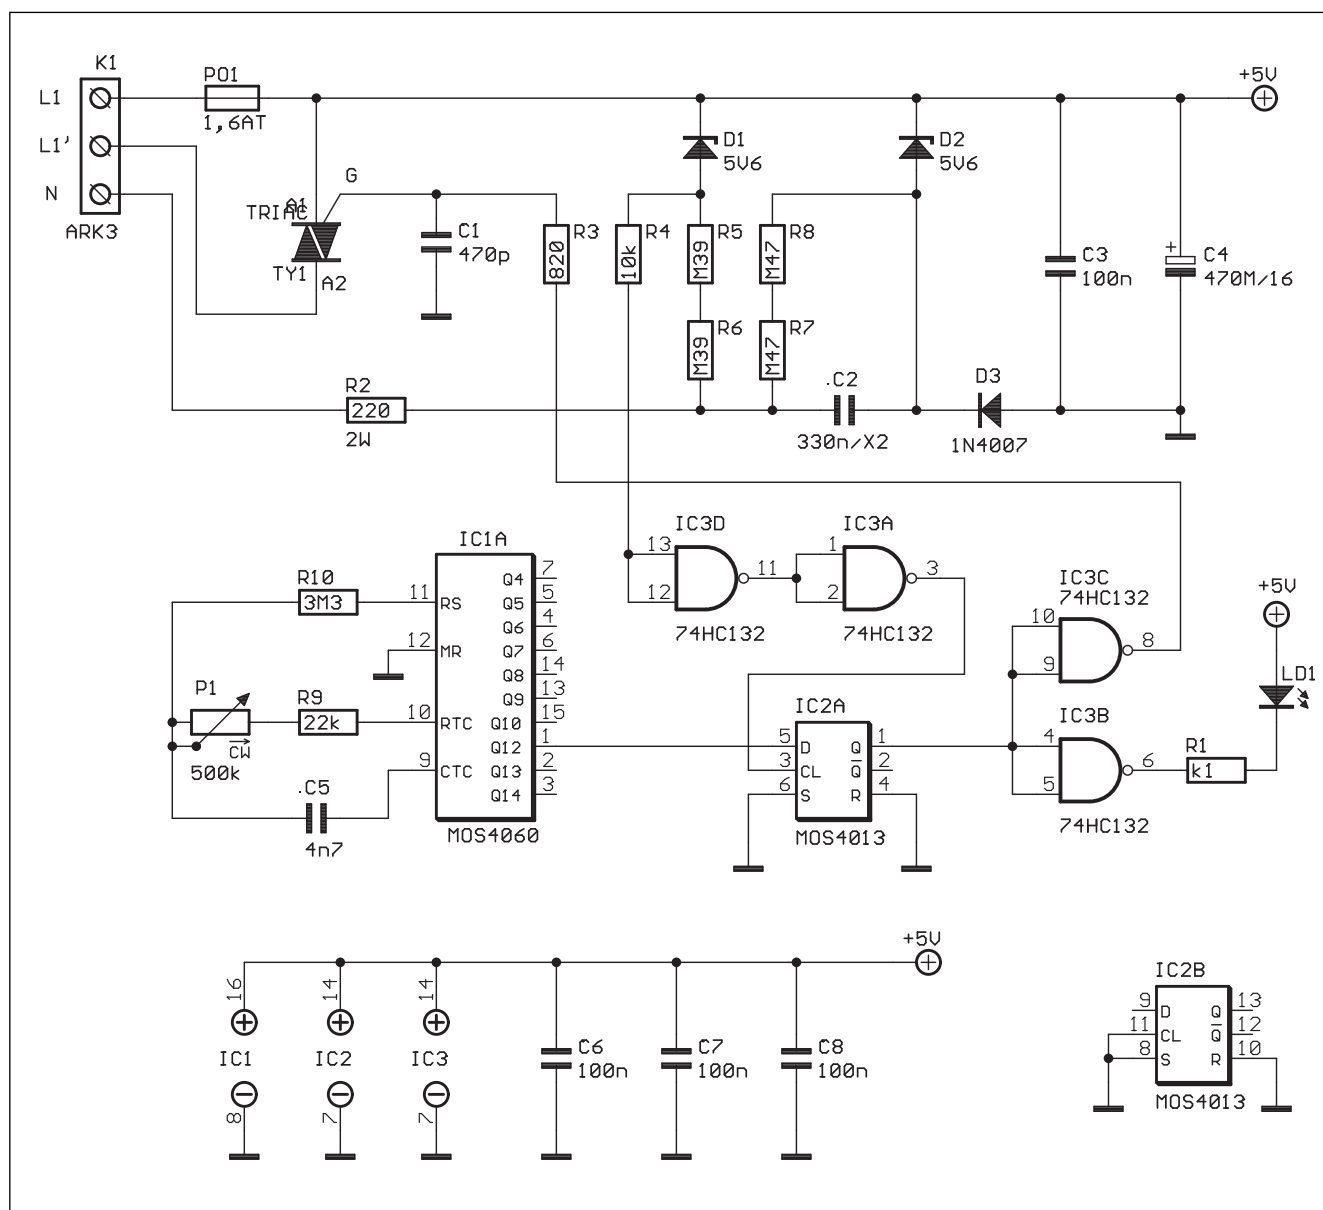 K1
PO1
+5V
L1
1,6AT
L1'
D1
5V6
D2
5V6
N
G
A1
TRIAC
ARK3
C1
470p
R3
820
R4
10k
R5
M39
R8
M47
C3
100n
+
C4
470M/16
TY1
A2
R6
M39
R7
M47
R2
220
2W
.C2
330n/X2
D3
1N4007
IC1A
IC3D
IC3A
13
12
11
1
2
3
74HC132
74HC132
IC3C
74HC132
+5V
10
9
8
R10
3M3
11
RS
12
MR
P1
R9
22k
10
RTC
CW
500k
9
CTC
.C5
4n7
Q4
7
Q5
5
Q6
4
Q7
6
Q8
14
Q9
13
Q10
15
Q12
1
Q13
2
Q14
3
MOS4060
IC2A
5
D
Q
1
3
CL
Q
2
6
S
R
4
MOS4013
IC3B
4
5
6
74HC132
R1
k1
LD1
+5V
16
14
14
IC1
IC2
IC3
8
7
7
C6
100n
C7
100n
C8
100n
IC2B
9
D
Q
13
11
CL
Q
12
8
S
R
10
MOS4013